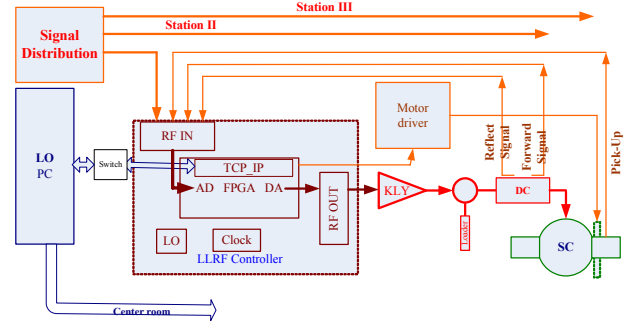 Station III
Station II
Signal
Distribution
RF IN
Motor
driver
Reflect
Signal
Forward
Signal
Pick-Up
LO
PC
Switch
TCP_IP
AD FPGA DA
RF OUT
KLY
Loader
DC
SC
LO
Clock
LLRF Controller
Center room